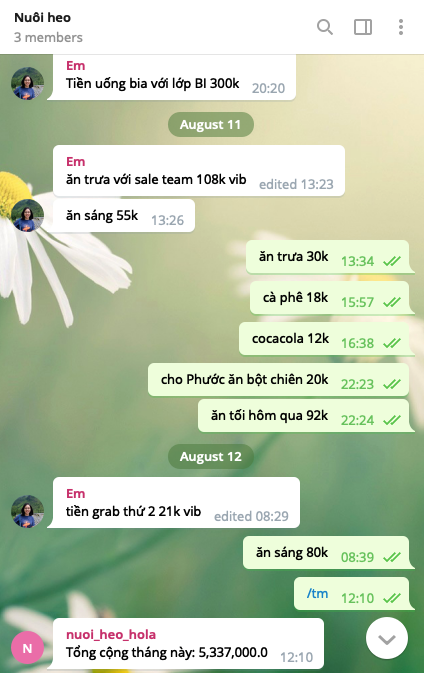 Nuôi heo
3 members
Em
Tiền uống bia với lớp BI 300k 20:20
August 11
Em
ăn trưa với sale team 108k vib edited 13:23
ăn sáng 55k 13:26
ăn trưa 30k 13:34
cà phê 18k 15:57
cocacola 12k 16:38
cho Phước ăn bột chiên 20k 22:23
ăn tối hôm qua 92k 22:24
August 12
Em
tiền grab thứ 2 21k vib edited 08:29
ăn sáng 80k 08:39
/tm 12:10
N
nuoi_heo_hola
Tổng cộng tháng này: 5,337,000.0 12:10